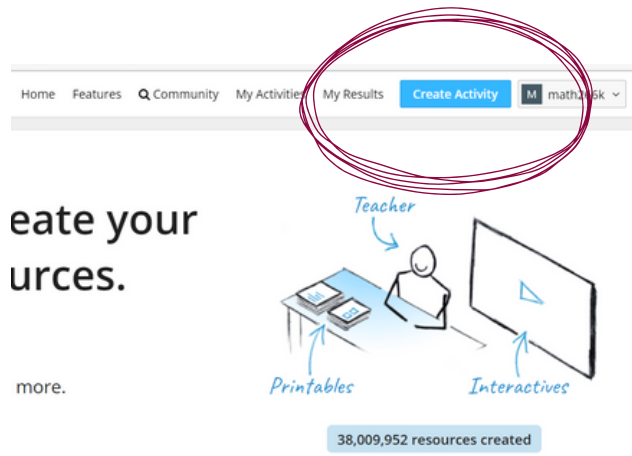 Home Features Community My Activities My Results Create Activity M math266k
eate your
urces.
more.
Teacher
Printables
Interactives
38,009,952 resources created